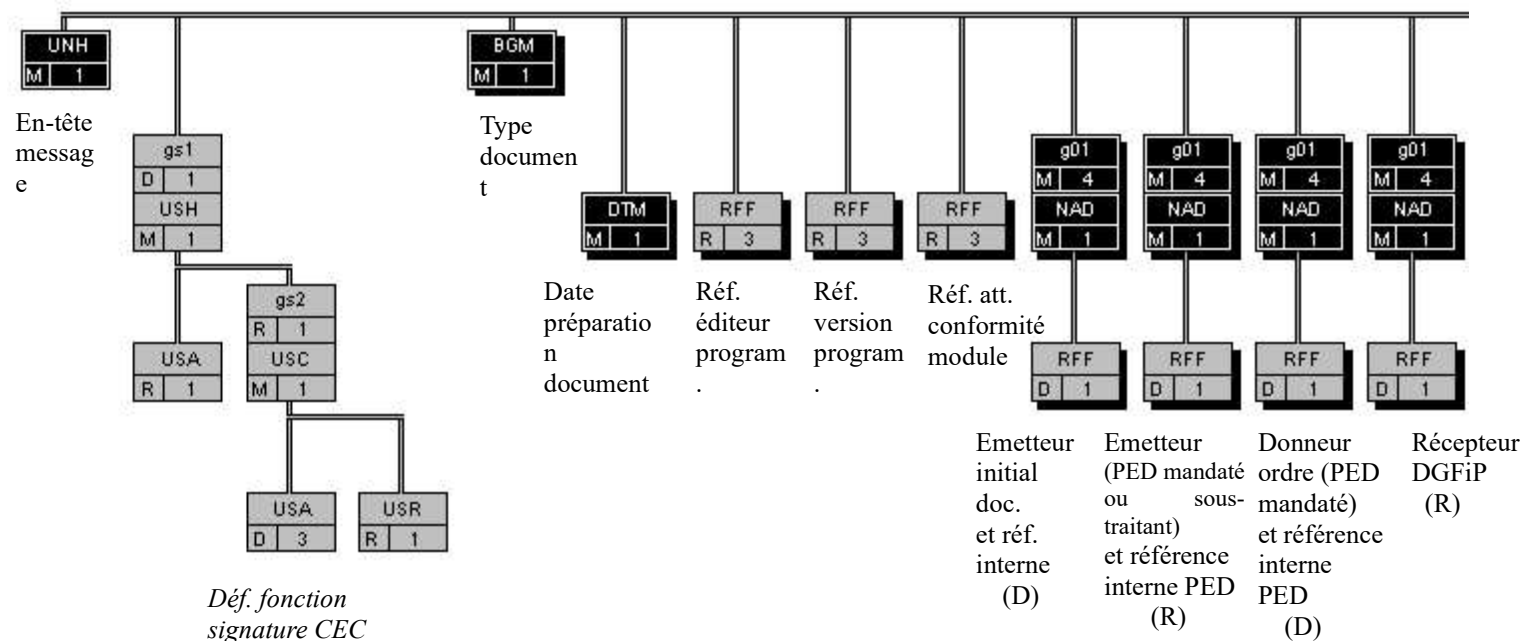 UNH
M 1
En-tête
messag
e
gs1
D 1
USH
M 1
USA
R 1
gs2
R 1
USC
M 1
USA
D 3
USR
R 1
Déf. fonction
signature CEC
BGM
M 1
Type
documen
t
DTM
M 1
Date
préparatio
n
document
RFF
R 3
Réf.
éditeur
program
.
RFF
R 3
Réf.
version
program
.
RFF
R 3
Réf. att.
conformité
module
g01
M 4
NAD
M 1
RFF
D 1
Emetteur
initial
doc.
et réf.
interne
(D)
g01
M 4
NAD
M 1
RFF
D 1
Emetteur
(PED mandaté
ou sous-
traitant)
et référence
interne PED
(R)
g01
M 4
NAD
M 1
RFF
D 1
Donneur
ordre (PED
mandaté)
et référence
interne
PED
(D)
g01
M 4
NAD
M 1
RFF
D 1
Récepteur
DGFiP
(R)